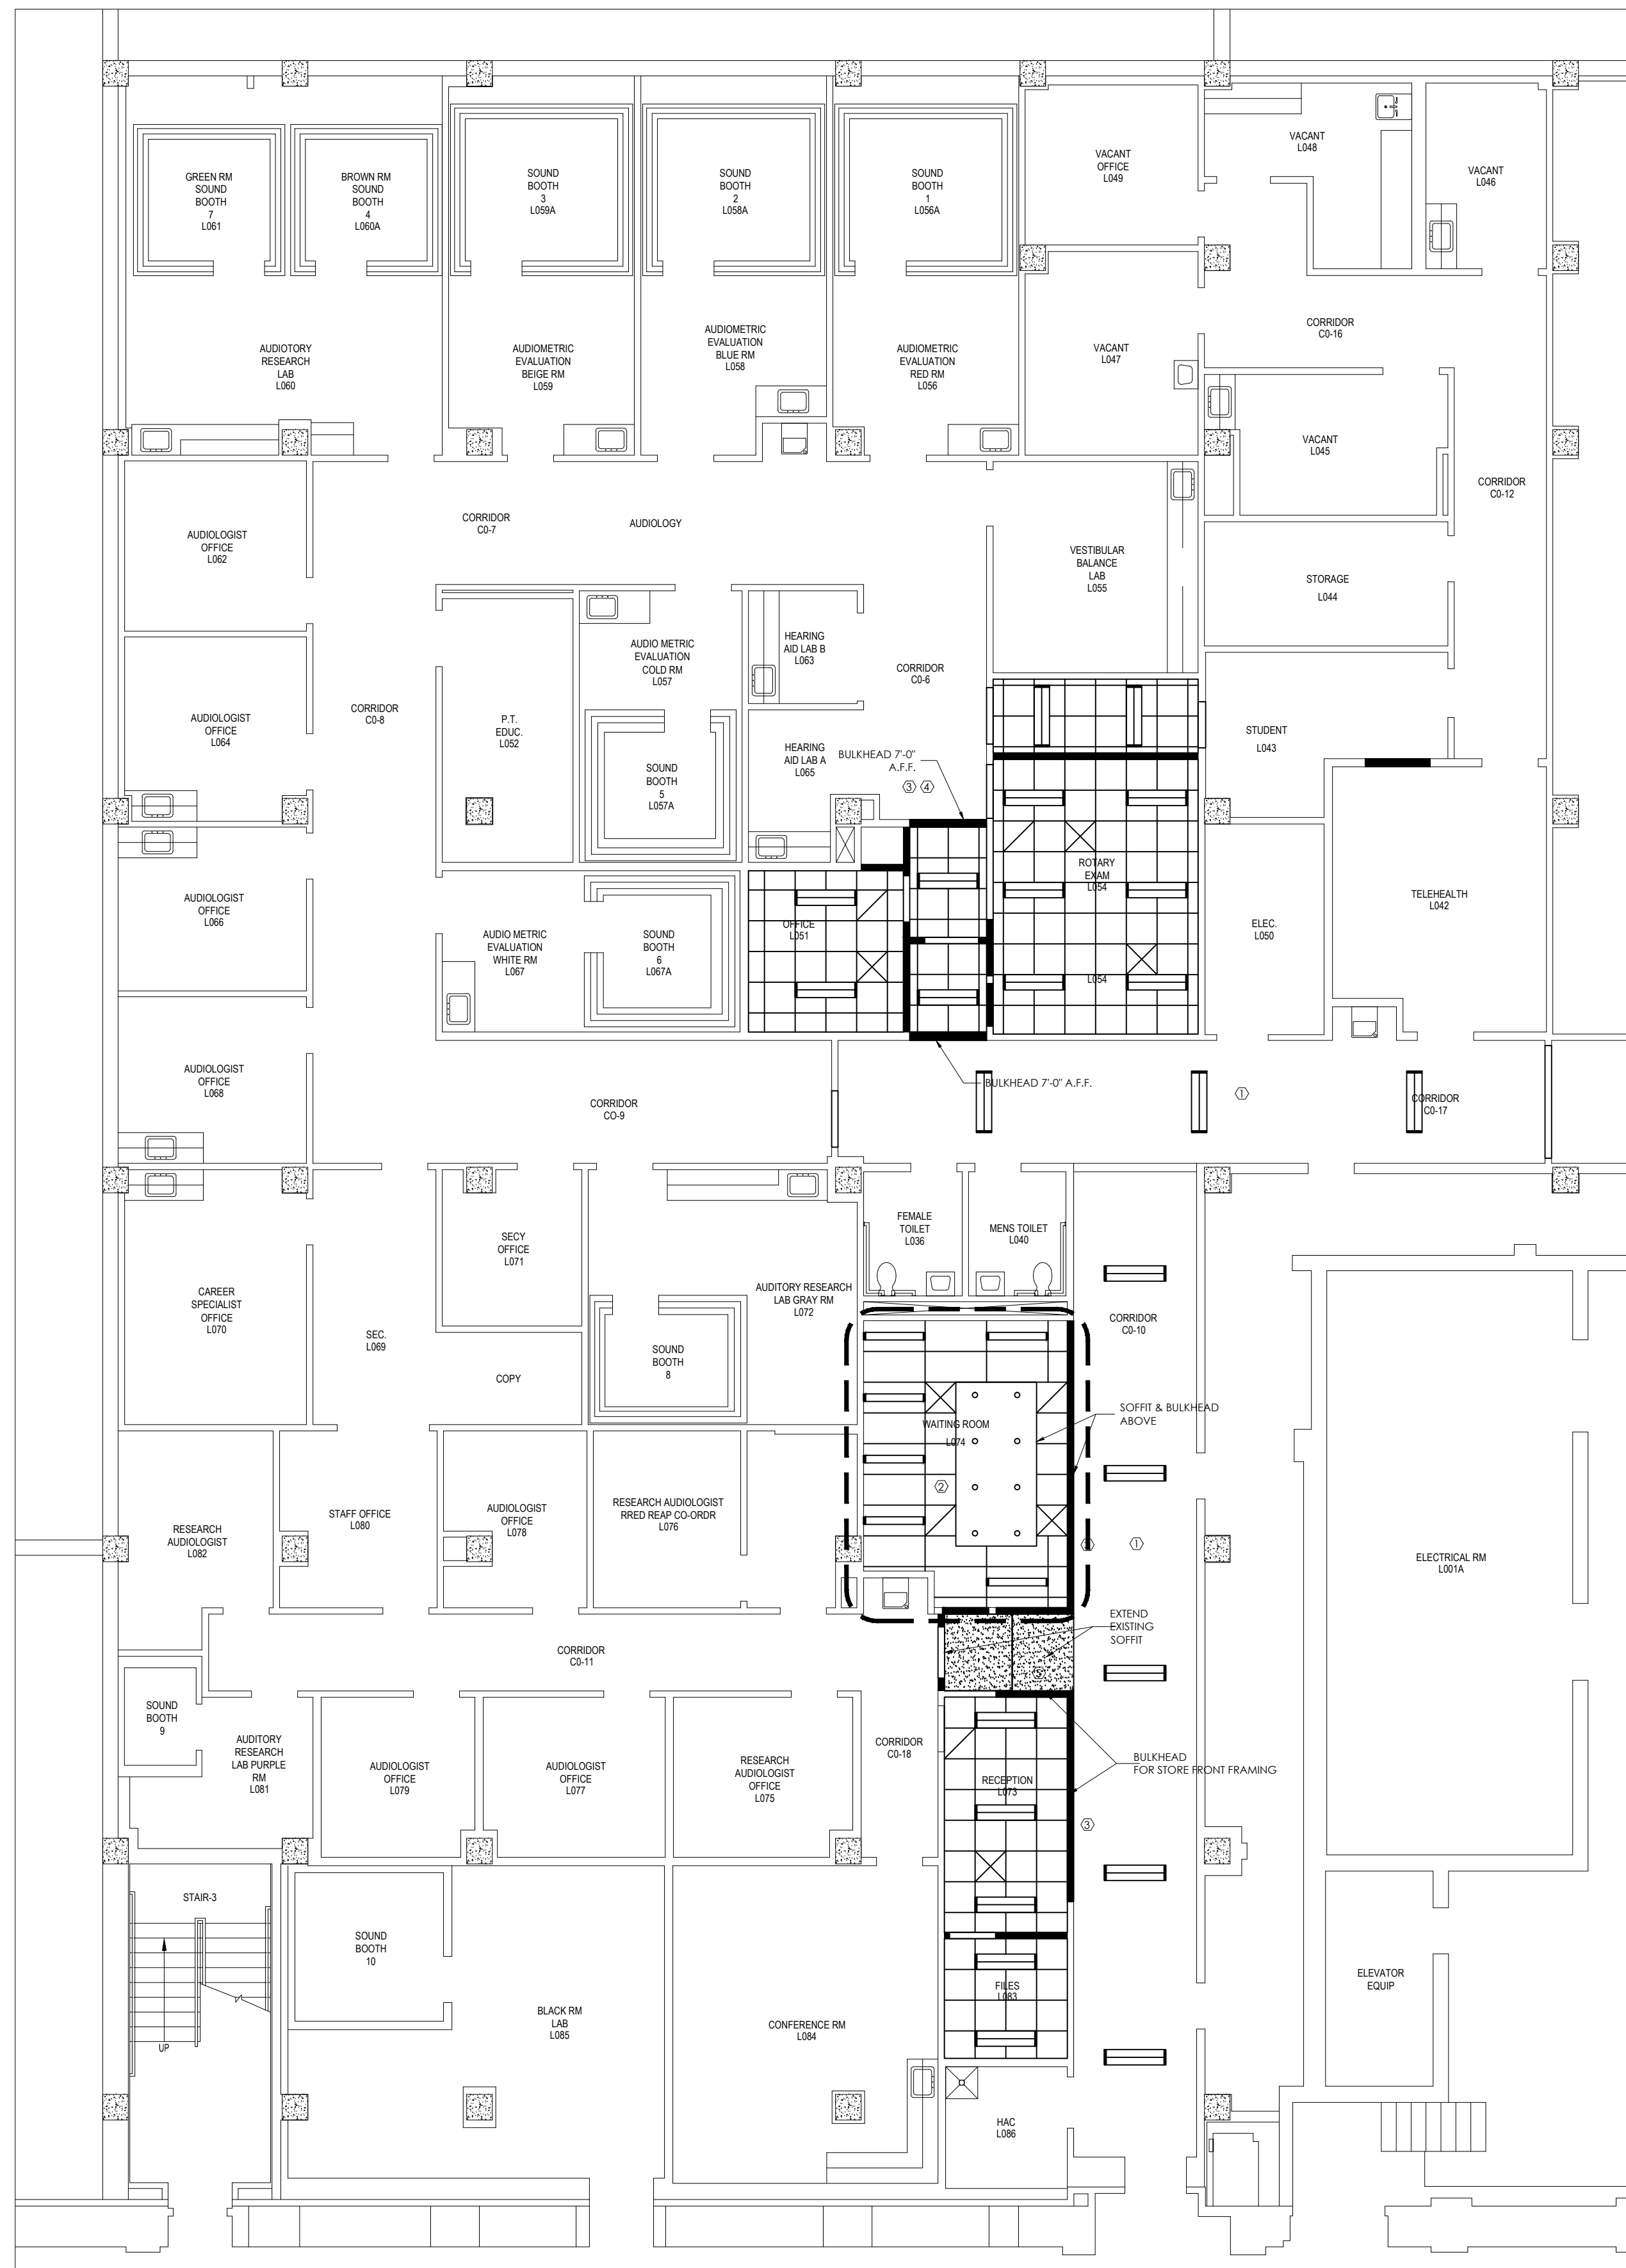 GREEN RM
SOUND
BOOTH
7
L061
BROWN RM
SOUND
BOOTH
4
L060A
SOUND
BOOTH
3
L059A
SOUND
BOOTH
2
L058A
SOUND
BOOTH
1
L056A
VACANT
OFFICE
L049
VACANT
L048
VACANT
L046
AUDIOTORY
RESEARCH
LAB
L060
AUDIOMETRIC
EVALUATION
BEIGE RM
L059
AUDIOMETRIC
EVALUATION
BLUE RM
L058
AUDIOMETRIC
EVALUATION
RED RM
L056
VACANT
L047
CORRIDOR
C0-16
VACANT
L045
CORRIDOR
C0-12
AUDIOLOGIST
OFFICE
L062
CORRIDOR
C0-7
AUDIOLOGY
VESTIBULAR
BALANCE
LAB
L055
STORAGE
L044
AUDIOLOGIST
OFFICE
L064
CORRIDOR
C0-8
P.T.
EDUC.
L052
AUDIO METRIC
EVALUATION
COLD RM
L057
SOUND
BOOTH
5
L057A
HEARING
AID LAB B
L063
HEARING
AID LAB A
L065
CORRIDOR
C0-6
BULKHEAD 7'-0"
A.F.F.
3 4
STUDENT
L043
ROTARY
EXAM
L054
L054
ELEC.
L050
TELEHEALTH
L042
AUDIOLOGIST
OFFICE
L066
AUDIO METRIC
EVALUATION
WHITE RM
L067
SOUND
BOOTH
6
L067A
OFFICE
L051
AUDIOLOGIST
OFFICE
L068
CORRIDOR
CO-9
BULKHEAD 7'-0" A.F.F.
1
CORRIDOR
C0-17
CAREER
SPECIALIST
OFFICE
L070
SEC.
L069
SECY
OFFICE
L071
COPY
SOUND
BOOTH
8
AUDITORY RESEARCH
LAB GRAY RM
L072
FEMALE
TOILET
L036
MENS TOILET
L040
CORRIDOR
C0-10
WAITING ROOM
L074
2
SOFFIT & BULKHEAD
ABOVE
1
RESEARCH
AUDIOLOGIST
L082
STAFF OFFICE
L080
AUDIOLOGIST
OFFICE
L078
RESEARCH AUDIOLOGIST
RRED REAP CO-ORDR
L076
ELECTRICAL RM
L001A
EXTEND
EXISTING
SOFFIT
5
CORRIDOR
C0-11
SOUND
BOOTH
9
AUDITORY
RESEARCH
LAB PURPLE
RM
L081
AUDIOLOGIST
OFFICE
L079
AUDIOLOGIST
OFFICE
L077
RESEARCH
AUDIOLOGIST
OFFICE
L075
CORRIDOR
C0-18
RECEPTION
L073
BULKHEAD
FOR STORE FRONT FRAMING
3
STAIR-3
UP
SOUND
BOOTH
10
BLACK RM
LAB
L085
CONFERENCE RM
L084
FILES
L083
HAC
L086
ELEVATOR
EQUIP